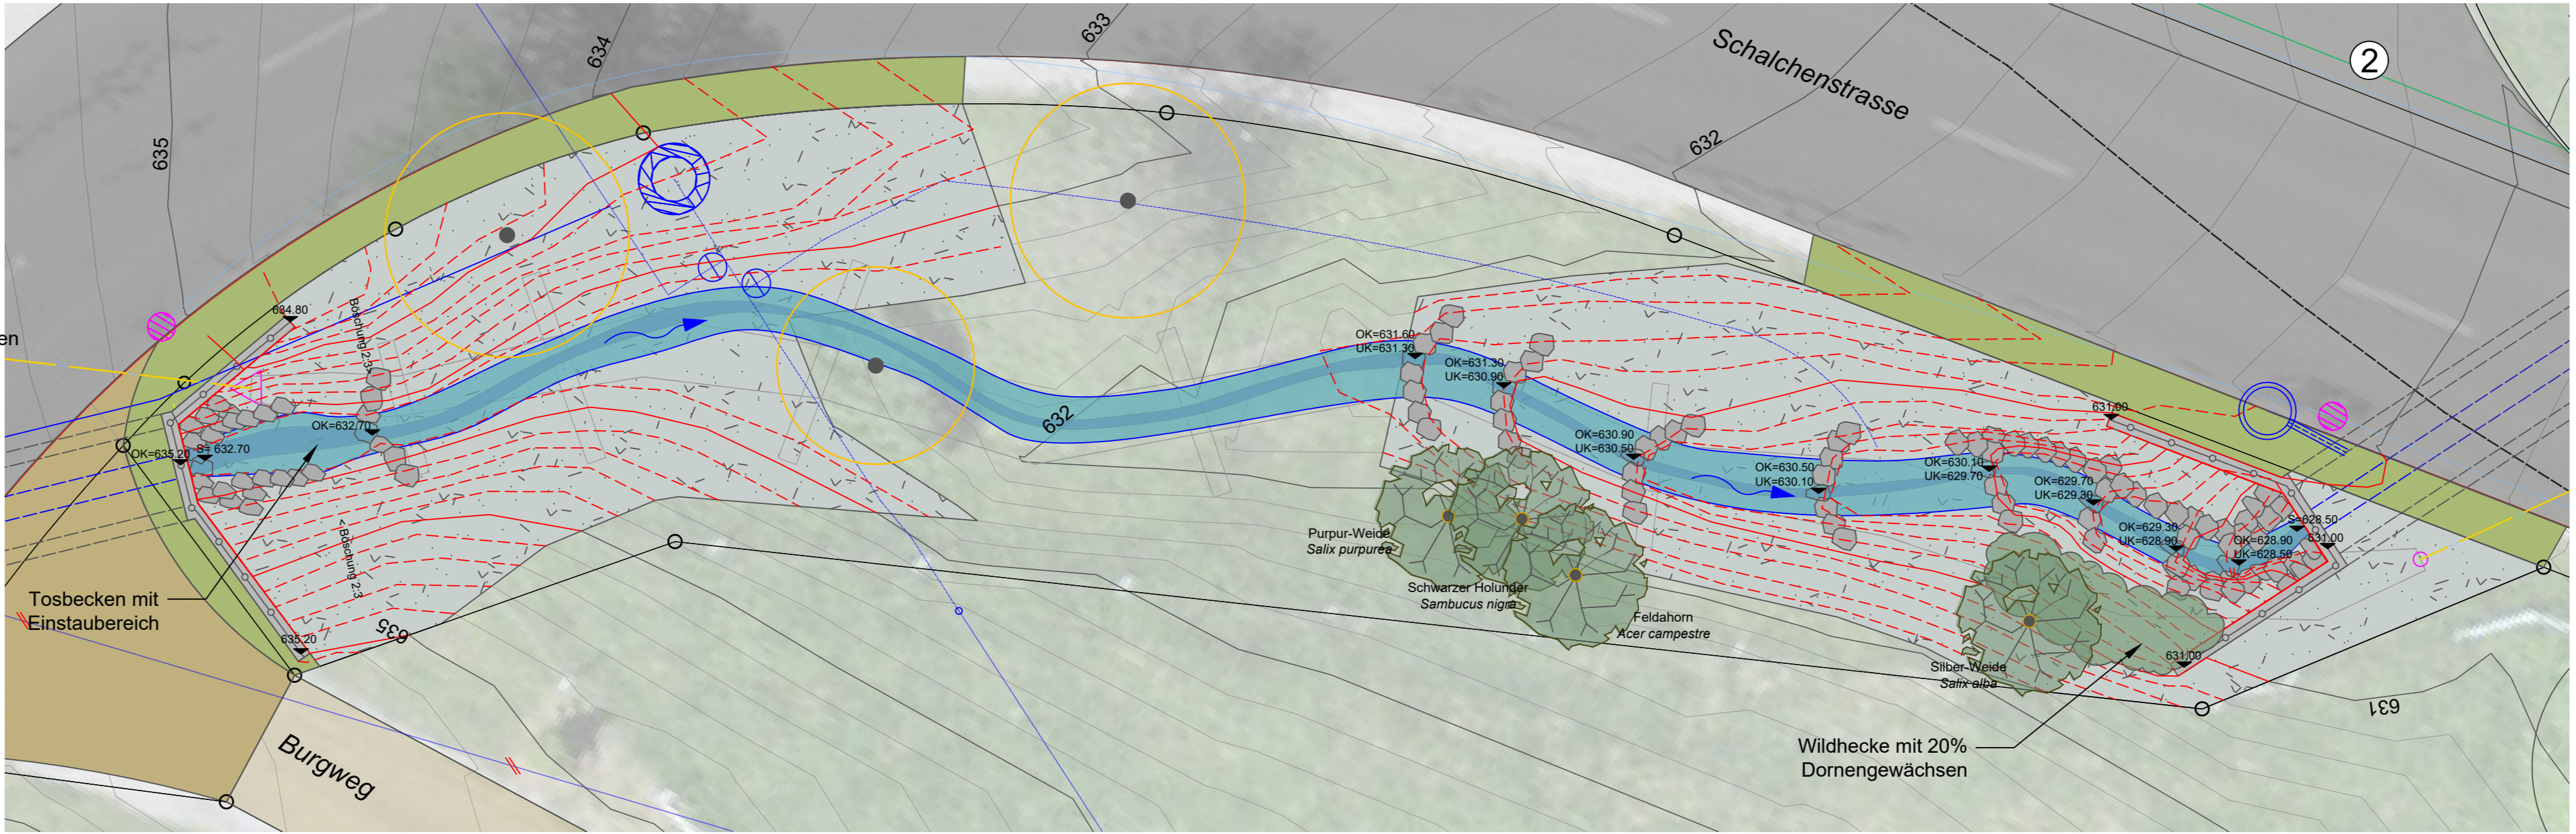 633
634
Schalchenstrasse
2
635
632
634.80
Böschung 2:3
en
OK=631.60
UK=631.30
OK=631.30
UK=630.90
631.00
632
OK=632.70
OK=635.20
S= 632.70
OK=630.90
UK=630.50
OK=630.50
UK=630.10
OK=630.10
UK=629.70
OK=629.70
UK=629.30
OK=629.30
UK=628.90
S=628.50
631.00
OK=628.90
UK=628.50
< Böschung 2:3
Purpur-Weide
Salix purpurea
Schwarzer Holunder
Sambucus nigra
Feldahorn
Acer campestre
Tosbecken mit
Einstaubereich
635
635.20
631.00
Silber-Weide
Salix alba
631
Wildhecke mit 20%
Dornengewächsen
Burgweg